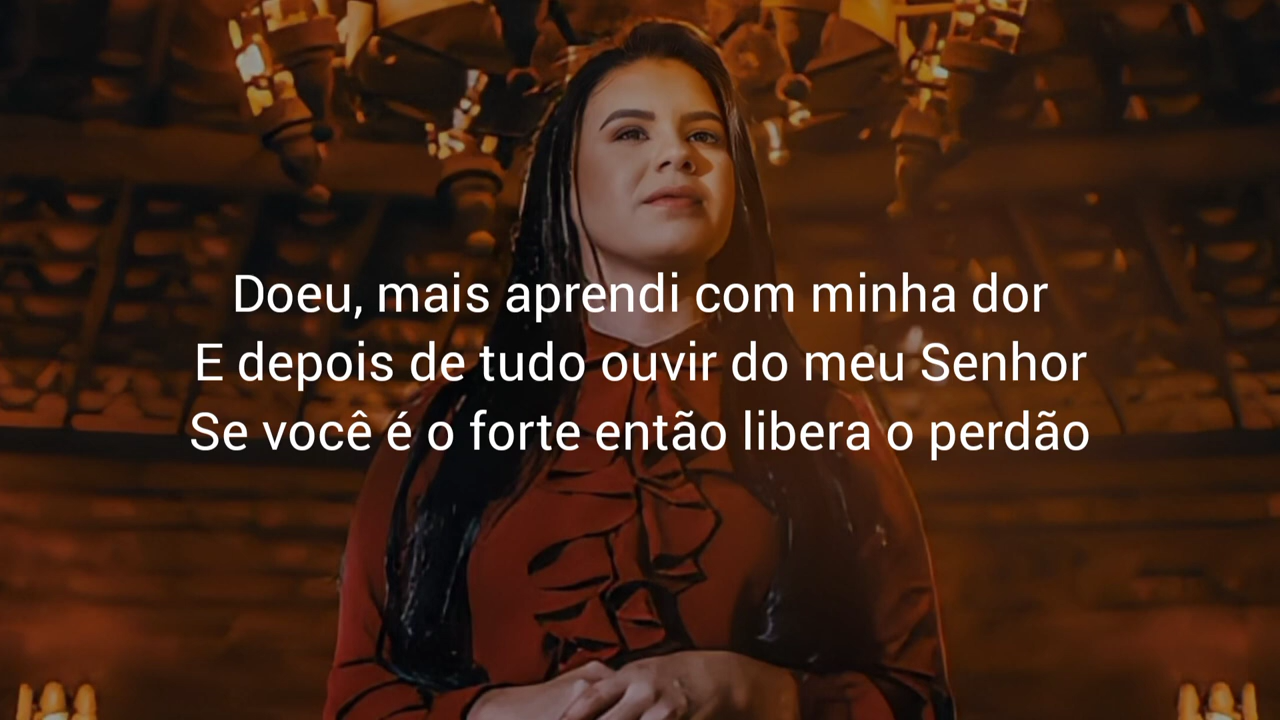 Doeu, mais aprendi com minha dor
E depois de tudo ouvir do meu Senhor
Se você é o forte então libera o perdão